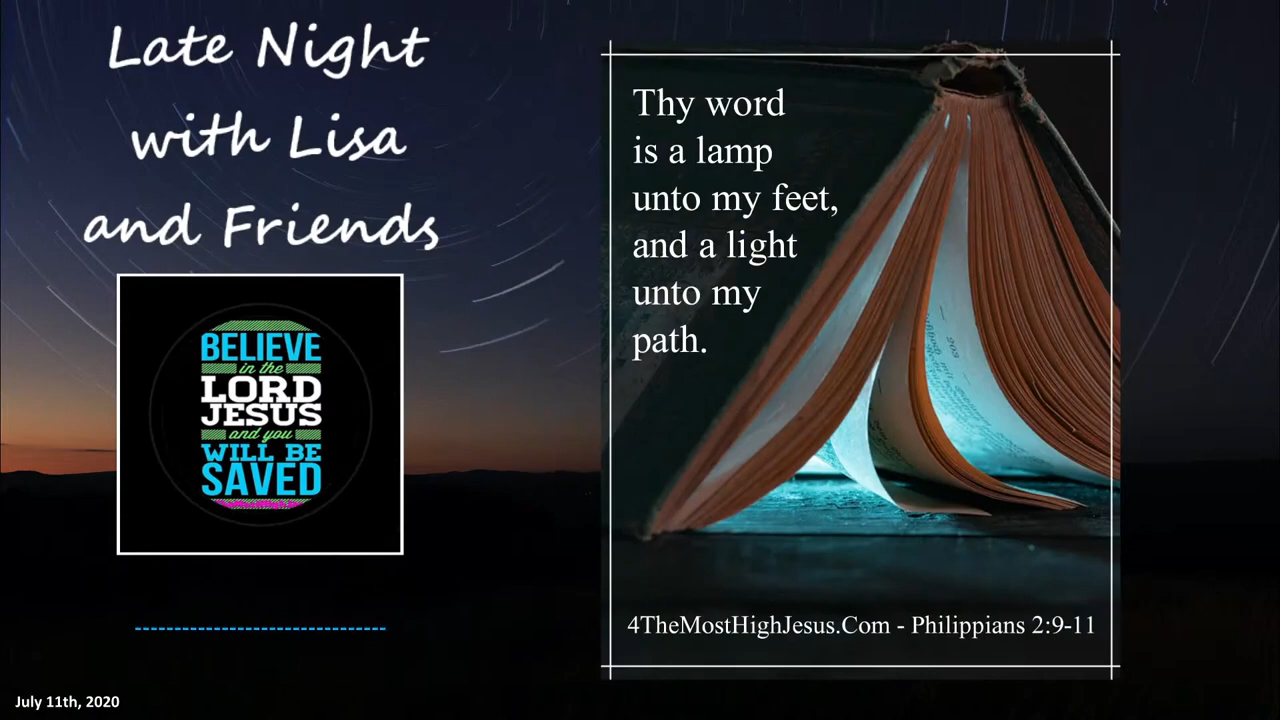 Late Night
with Lisa
and Friends
BELIEVE
in the
LORD
JESUS
and you
WILL BE
SAVED
Thy word
is a lamp
unto my feet,
and a light
unto my
path.
4TheMostHighJesus.Com - Philippians 2:9-11
July 11th, 2020